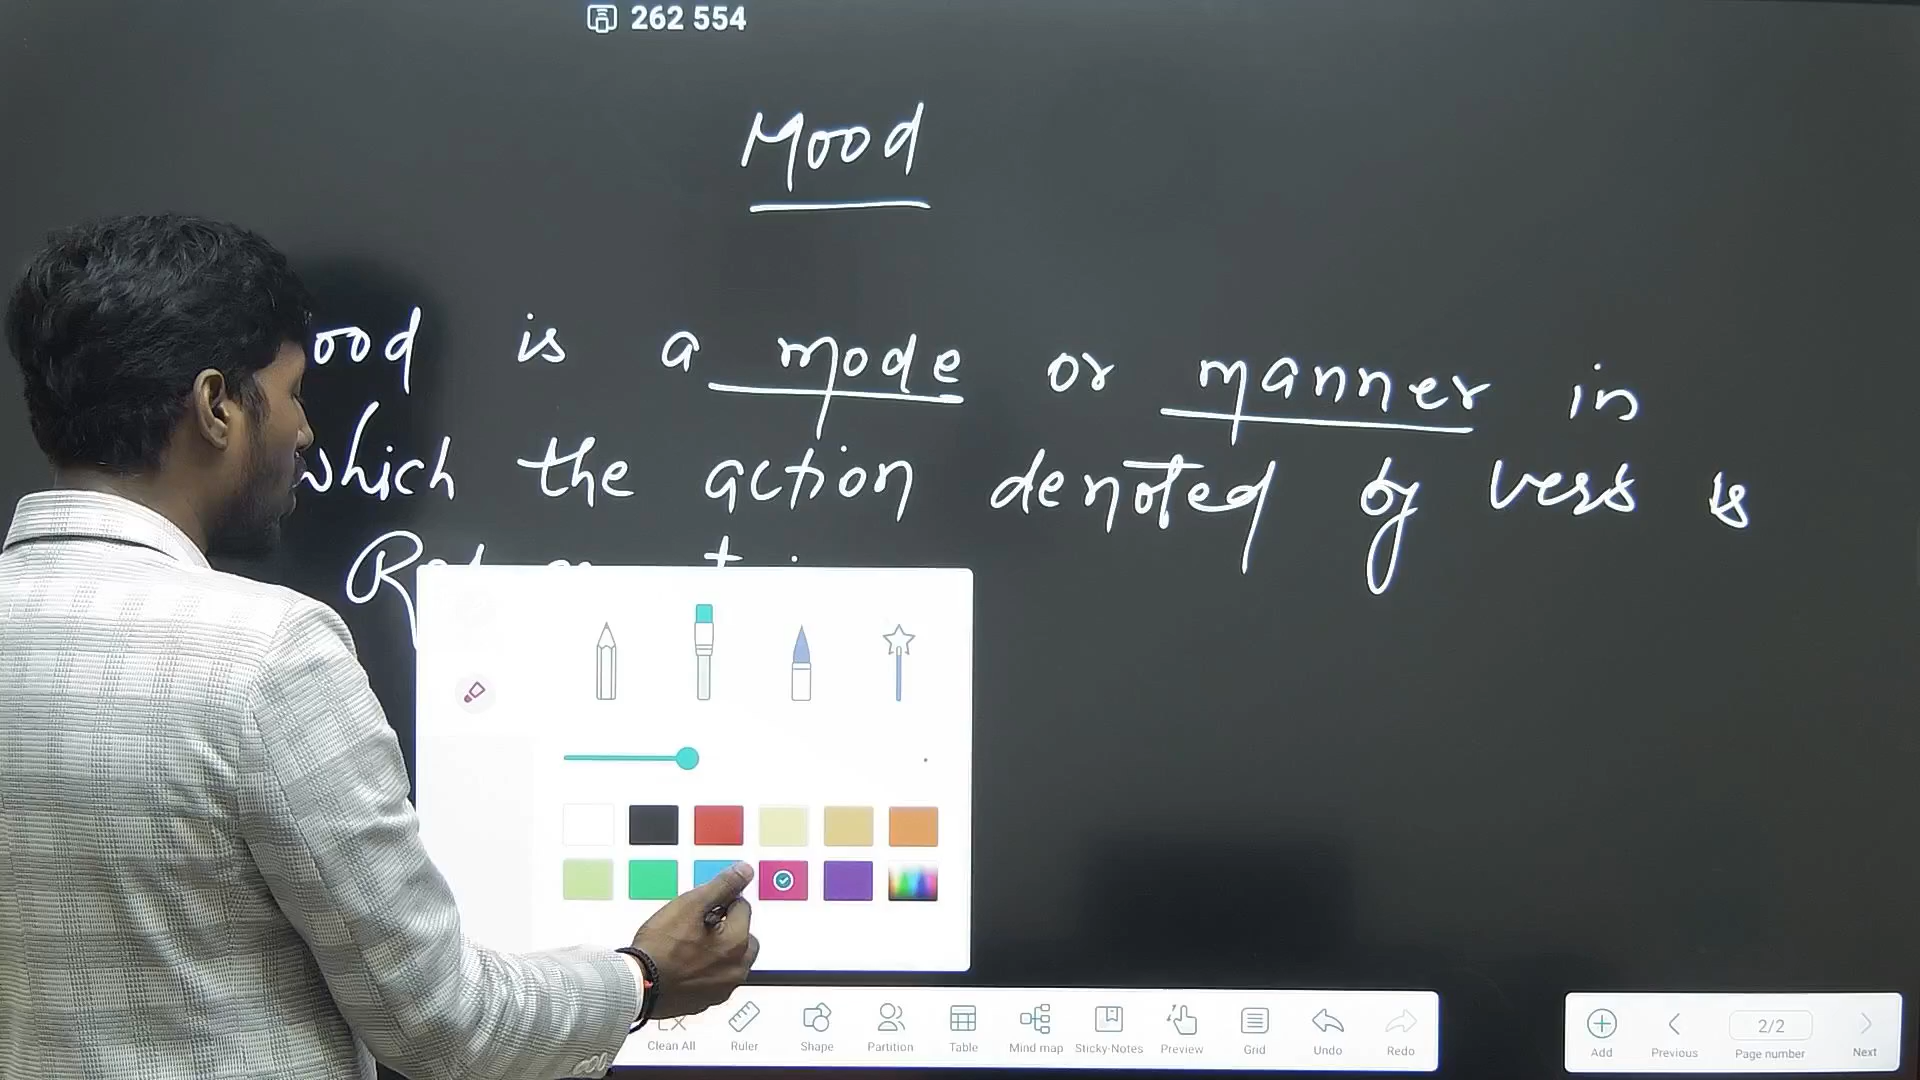 262 554
Mood
ood is a mode or manner in
which the action denoted by verb is
Clean All Ruler Shape Partition Table Mind map Sticky-Notes Preview Grid Undo Redo
Add Previous 2/2 Page number Next